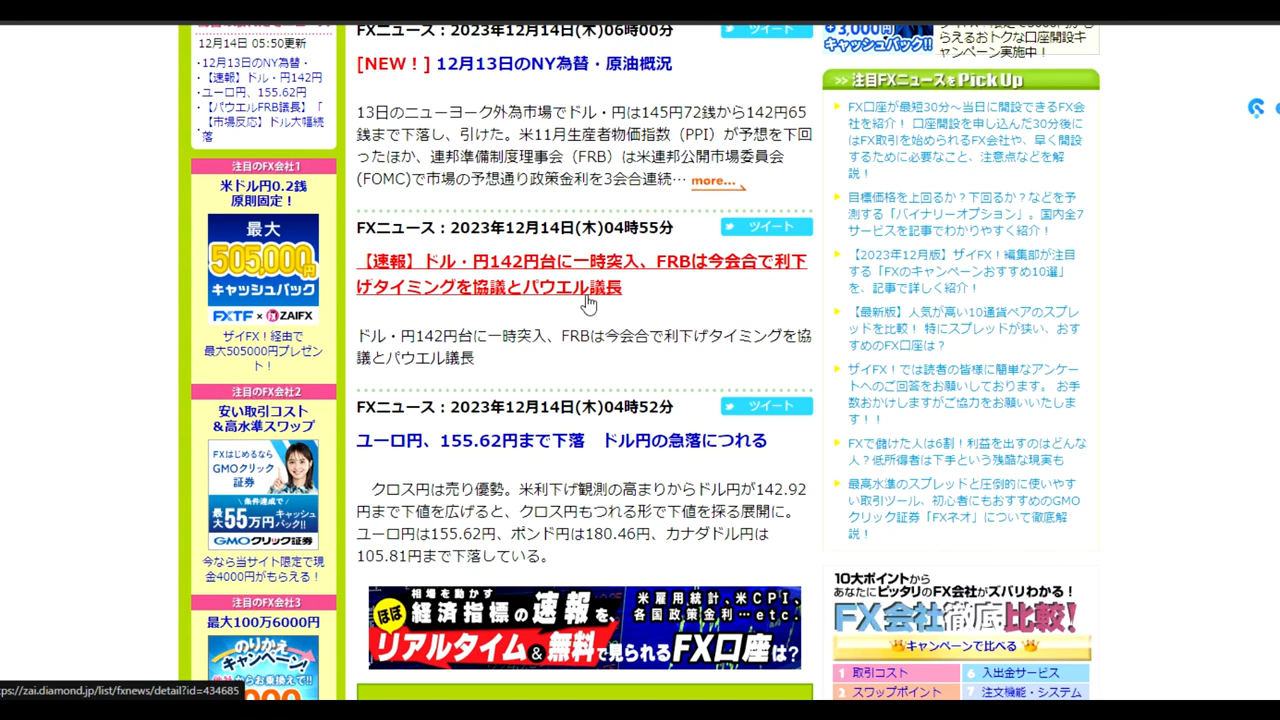 12月14日 05:50更新
・12月13日のNY為替・
・【速報】ドル・円142円
・ユーロ円、155.62円
・【パウエルFRB議長】「
・【市場反応】ドル大幅続
落
注目のFX会社1
米ドル円0.2銭
原則固定！
最大
505,000円
キャッシュバック
FXTF × ZAIFX
ザイFX！経由で
最大505000円プレゼン
ト！
注目のFX会社2
安い取引コスト
＆高水準スワップ
FXはじめるなら
GMOクリック
証券
条件達成で
最大55万円キャッシュバック!!
GMOクリック証券
今なら当サイト限定で現
金4000円がもらえる！
注目のFX会社3
最大100万6000円
のりかえ
キャンペーン!
他社からお乗換えで!!
zai.diamond.jp/list/fxnews/detail?id=434685
FXニュース：2023年12月14日(木)06時00分
ツイート
[NEW！] 12月13日のNY為替・原油概況
13日のニューヨーク外為市場でドル・円は145円72銭から142円65
銭まで下落し、引けた。米11月生産者物価指数（PPI）が予想を下回
ったほか、連邦準備制度理事会（FRB）は米連邦公開市場委員会
(FOMC)で市場の予想通り政策金利を3会合連続… more...
FXニュース：2023年12月14日(木)04時55分
ツイート
【速報】ドル・円142円台に一時突入、FRBは今会合で利下
げタイミングを協議とパウエル議長
ドル・円142円台に一時突入、FRBは今会合で利下げタイミングを協
議とパウエル議長
FXニュース：2023年12月14日(木)04時52分
ツイート
ユーロ円、155.62円まで下落　ドル円の急落につれる
クロス円は売り優勢。米利下げ観測の高まりからドル円が142.92
円まで下値を広げると、クロス円もつれる形で下値を探る展開に。
ユーロ円は155.62円、ポンド円は180.46円、カナダドル円は
105.81円まで下落している。
相場を動かす
ほぼ 経済指標の速報を、
リアルタイム&無料で見られるFX口座は?
米雇用統計、米CPI、
各国政策金利…etc.
+3,000円
キャッシュバック!!
らえるおトクな口座開設キ
ャンペーン実施中！
>> 注目FXニュースをPick Up
FX口座が最短30分～当日に開設できるFX会
社を紹介！ 口座開設を申し込んだ30分後に
はFX取引を始められるFX会社や、早く開設
するために必要なこと、注意点などを解
説！
目標価格を上回るか？下回るか？などを予
測する「バイナリーオプション」。国内全7
サービスを記事でわかりやすく紹介！
【2023年12月版】ザイFX！編集部が注目
する「FXのキャンペーンおすすめ10選」
を、記事で詳しく紹介！
【最新版】人気が高い10通貨ペアのスプレ
ッドを比較！ 特にスプレッドが狭い、おす
すめのFX口座は？
ザイFX！では読者の皆様に簡単なアンケー
トへのご回答をお願いしております。 お手
数おかけしますがご協力をお願いいたしま
す！！
FXで儲けた人は6割！利益を出すのはどんな
人？低所得者は下手という残酷な現実も
最高水準のスプレッドと圧倒的に使いやす
い取引ツール、初心者にもおすすめのGMO
クリック証券「FXネオ」について徹底解
説！
10大ポイントから
あなたにピッタリのFX会社がズバリわかる!
FX会社徹底比較!
キャンペーンで比べる
1 取引コスト
6 入出金サービス
2 スワップポイント
7 注文機能・システム